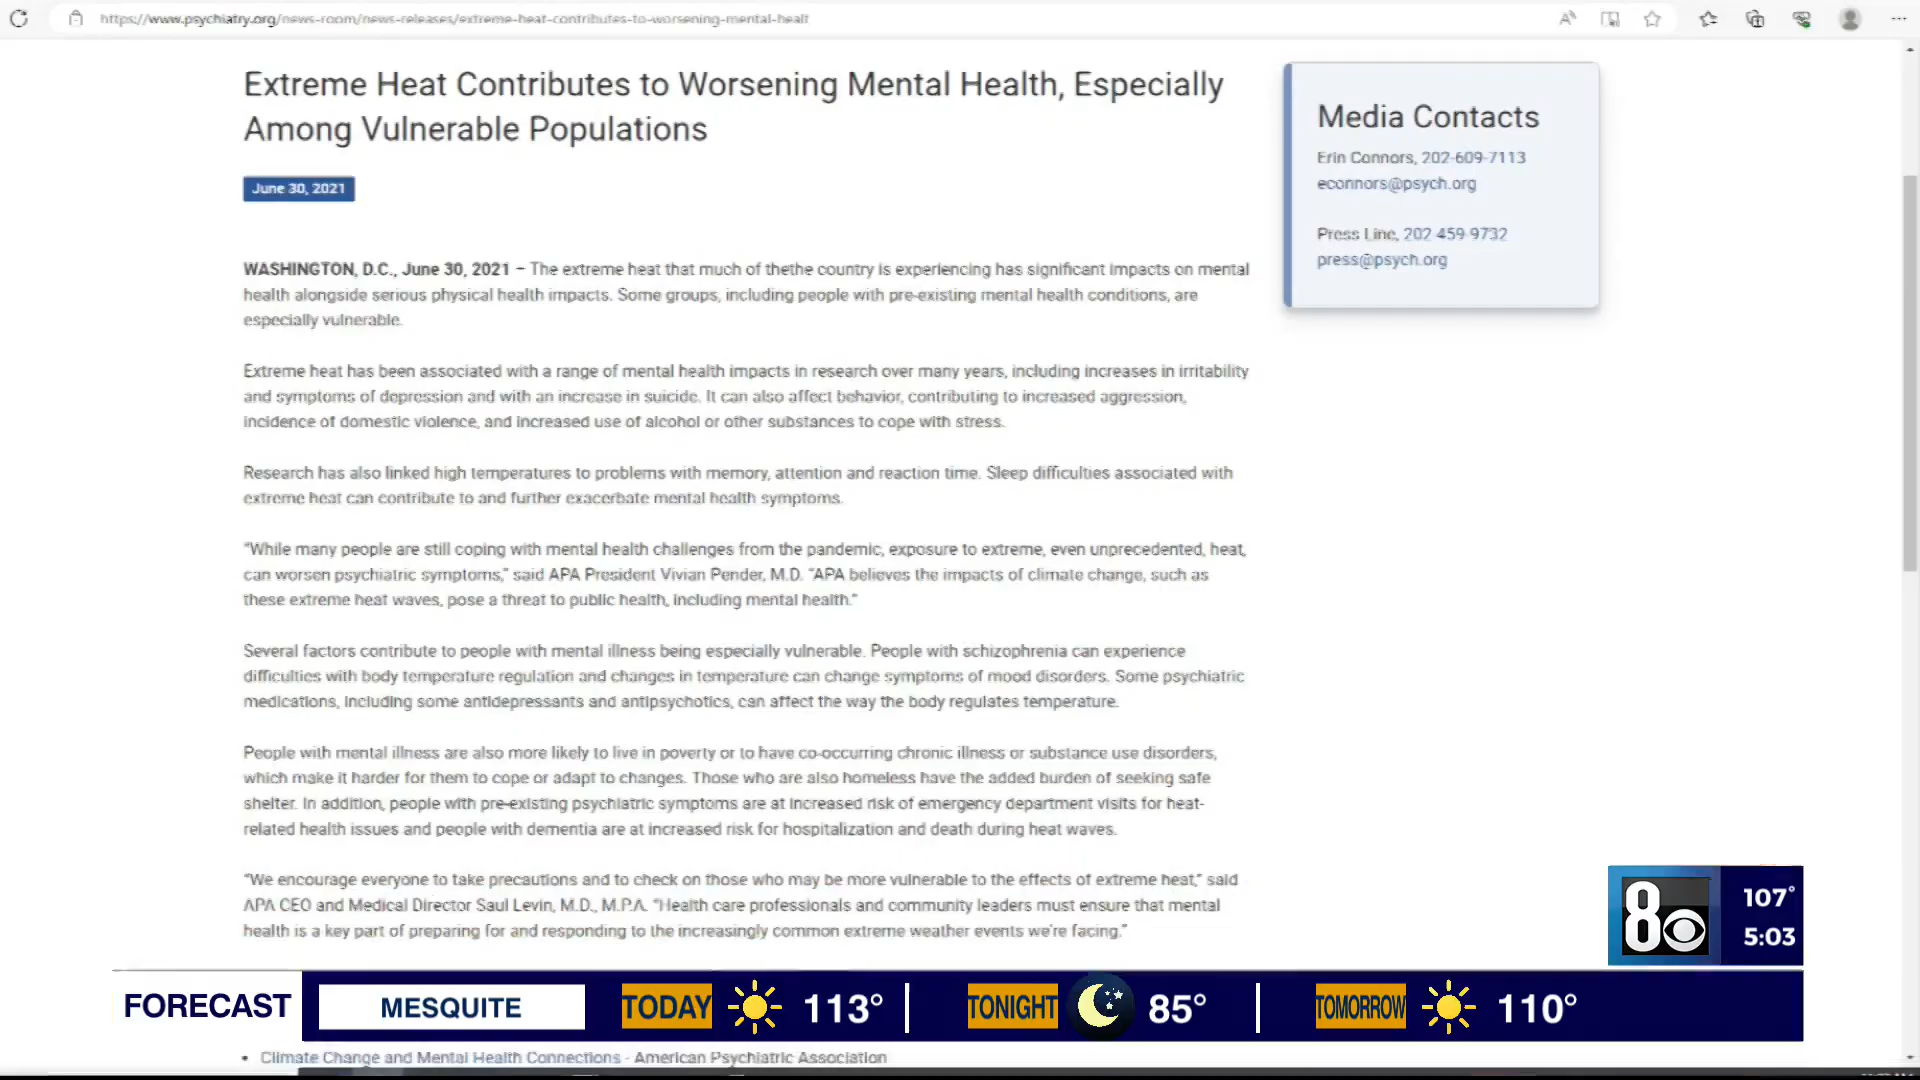 https://www.psychiatry.org/news-room/news-releases/extreme-heat-contributes-to-worsening-mental-healt
Extreme Heat Contributes to Worsening Mental Health, Especially
Among Vulnerable Populations
June 30, 2021
WASHINGTON, D.C., June 30, 2021 – The extreme heat that much of thethe country is experiencing has significant impacts on mental
health alongside serious physical health impacts. Some groups, including people with pre-existing mental health conditions, are
especially vulnerable.
Extreme heat has been associated with a range of mental health impacts in research over many years, including increases in irritability
and symptoms of depression and with an increase in suicide. It can also affect behavior, contributing to increased aggression,
incidence of domestic violence, and increased use of alcohol or other substances to cope with stress.
Research has also linked high temperatures to problems with memory, attention and reaction time. Sleep difficulties associated with
extreme heat can contribute to and further exacerbate mental health symptoms.
“While many people are still coping with mental health challenges from the pandemic, exposure to extreme, even unprecedented, heat,
can worsen psychiatric symptoms,” said APA President Vivian Pender, M.D. “APA believes the impacts of climate change, such as
these extreme heat waves, pose a threat to public health, including mental health.”
Several factors contribute to people with mental illness being especially vulnerable. People with schizophrenia can experience
difficulties with body temperature regulation and changes in temperature can change symptoms of mood disorders. Some psychiatric
medications, including some antidepressants and antipsychotics, can affect the way the body regulates temperature.
People with mental illness are also more likely to live in poverty or to have co-occurring chronic illness or substance use disorders,
which make it harder for them to cope or adapt to changes. Those who are also homeless have the added burden of seeking safe
shelter. In addition, people with pre-existing psychiatric symptoms are at increased risk of emergency department visits for heat-
related health issues and people with dementia are at increased risk for hospitalization and death during heat waves.
“We encourage everyone to take precautions and to check on those who may be more vulnerable to the effects of extreme heat,” said
APA CEO and Medical Director Saul Levin, M.D., M.P.A. “Health care professionals and community leaders must ensure that mental
health is a key part of preparing for and responding to the increasingly common extreme weather events we're facing.”
Media Contacts
Erin Connors, 202-609-7113
econnors@psych.org
Press Line, 202-459-9732
press@psych.org
8
107°
5:03
FORECAST MESQUITE TODAY 113° TONIGHT 85° TOMORROW 110°
• Climate Change and Mental Health Connections - American Psychiatric Association